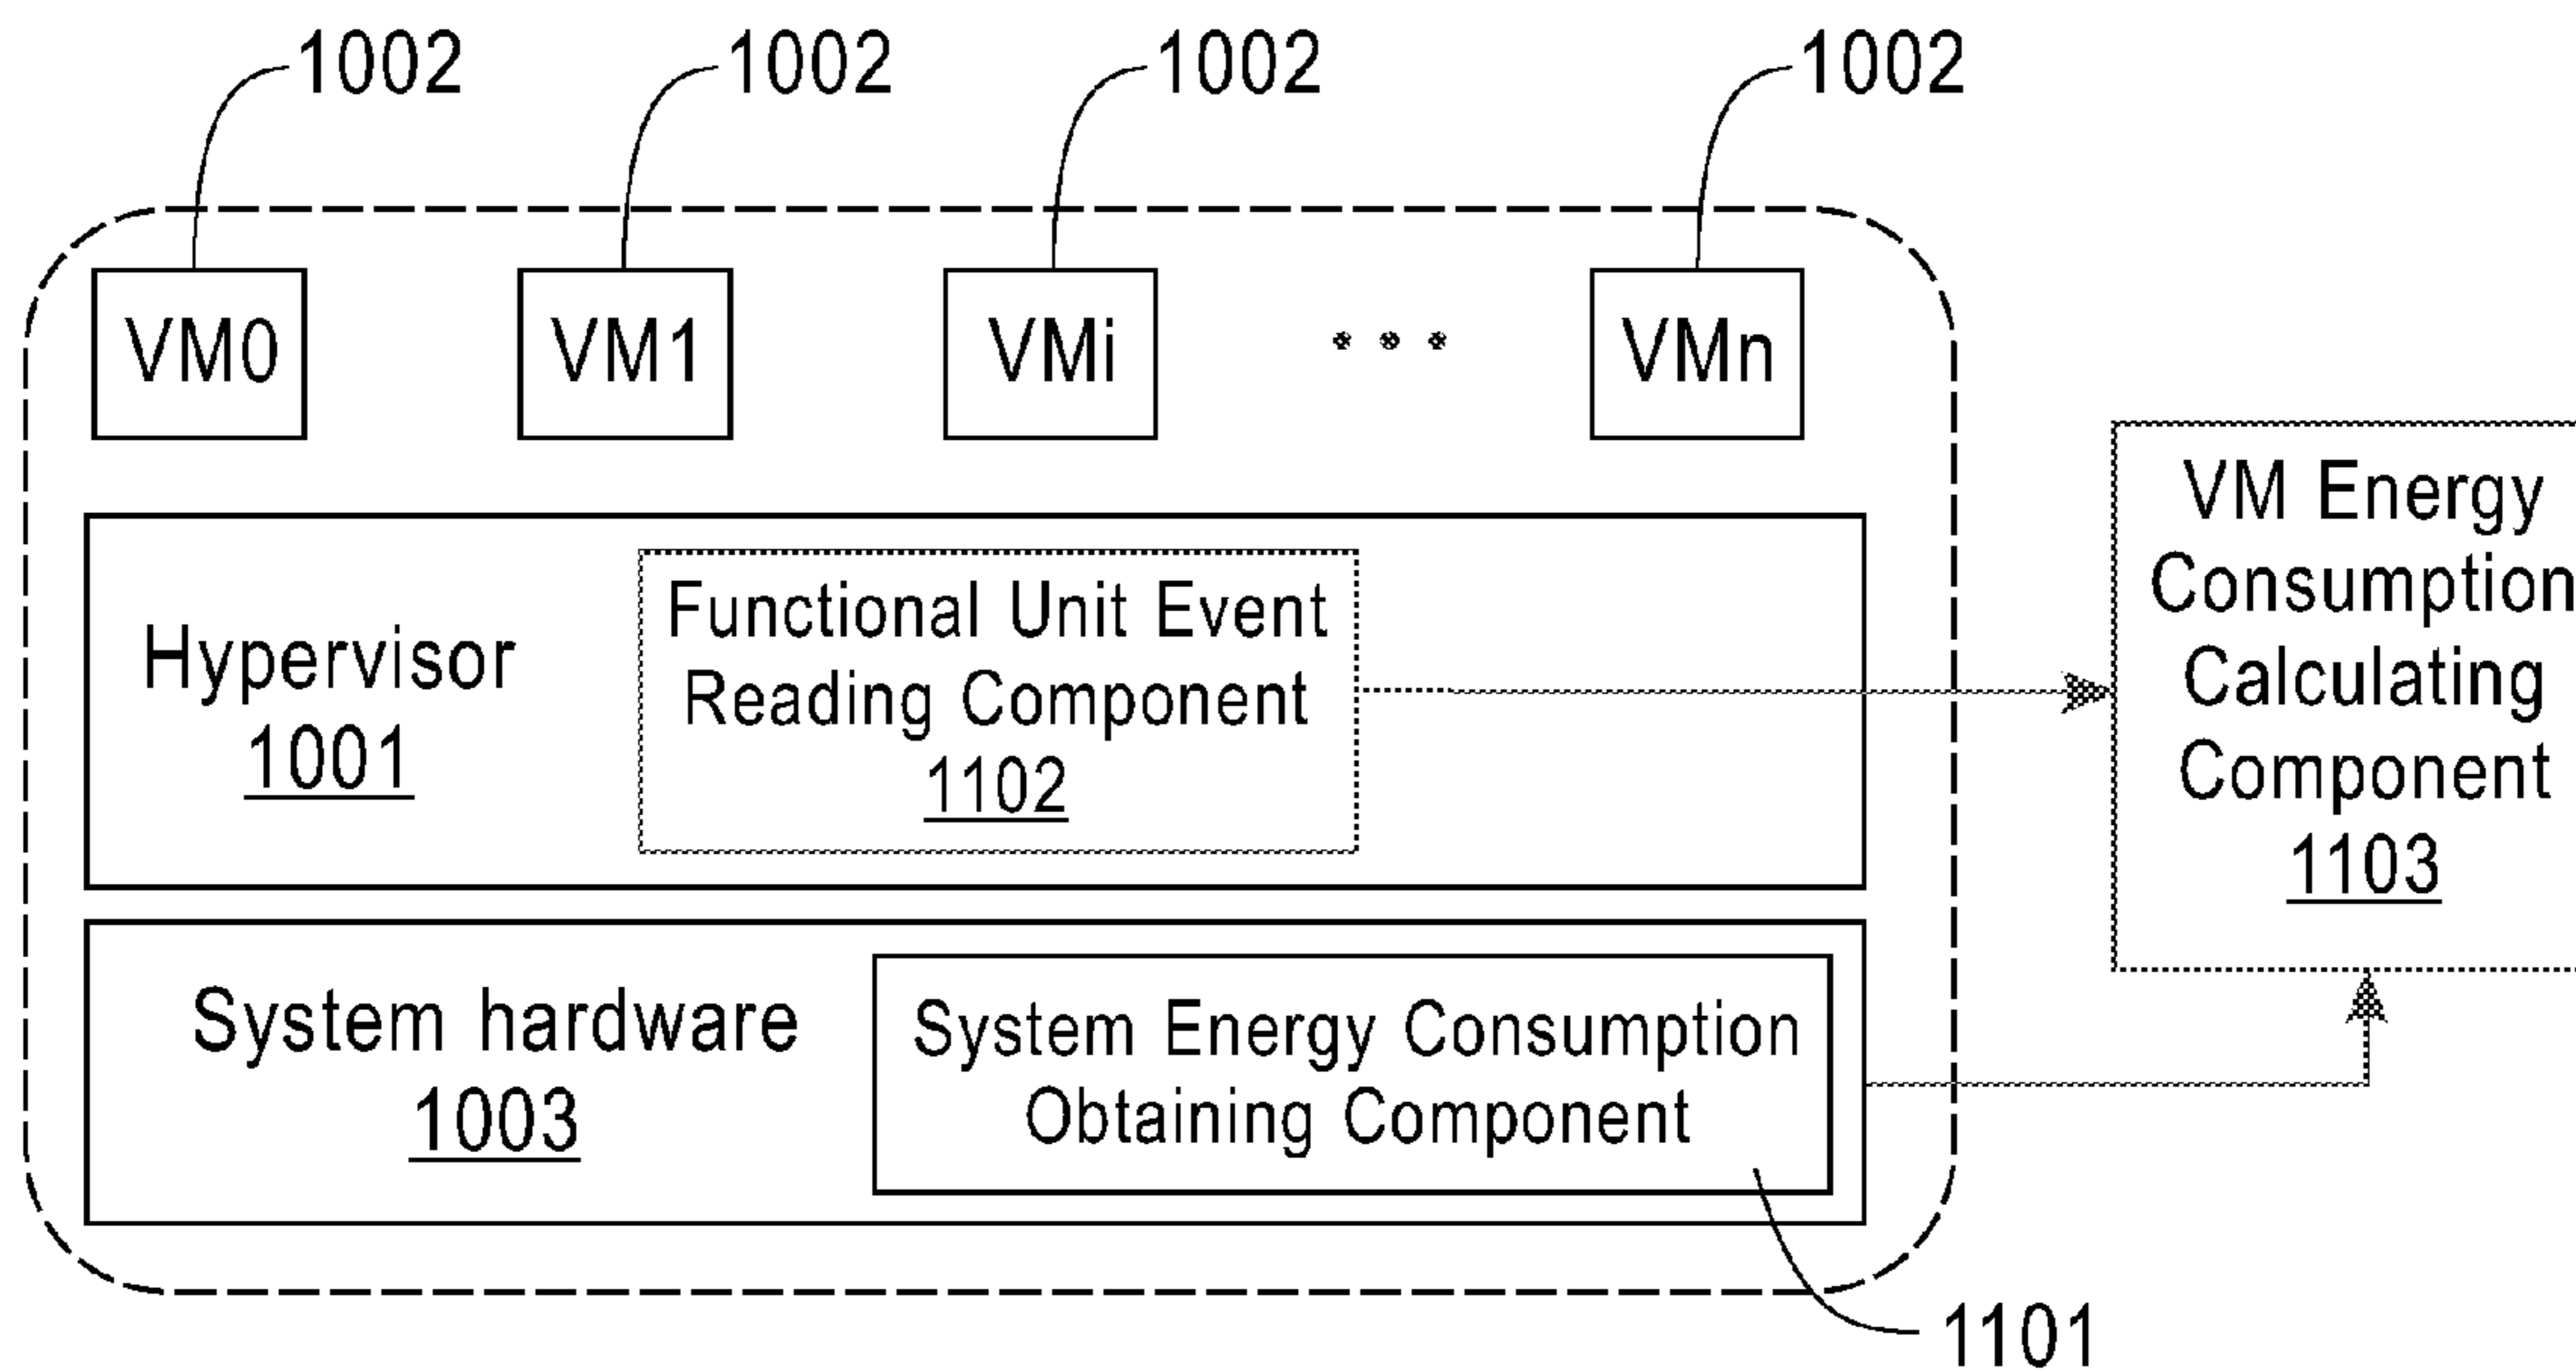 1002 1002 1002 1002
VM0 VM1 VMi • • • VMn
Hypervisor
1001
Functional Unit Event
Reading Component
1102
VM Energy
Consumption
Calculating
Component
1103
System hardware
1003
System Energy Consumption
Obtaining Component
1101